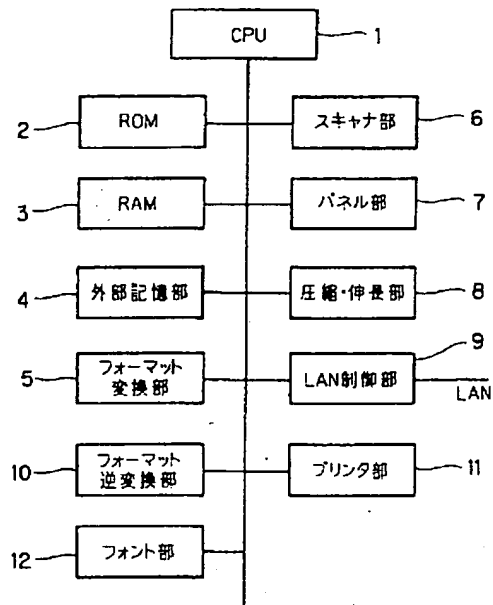 CPU
1
2
ROM
スキャナ部
6
3
RAM
パネル部
7
4
外部記憶部
圧縮・伸長部
8
5
フォーマット
変換部
LAN制御部
9
LAN
10
フォーマット
逆変換部
プリンタ部
11
12
フォント部